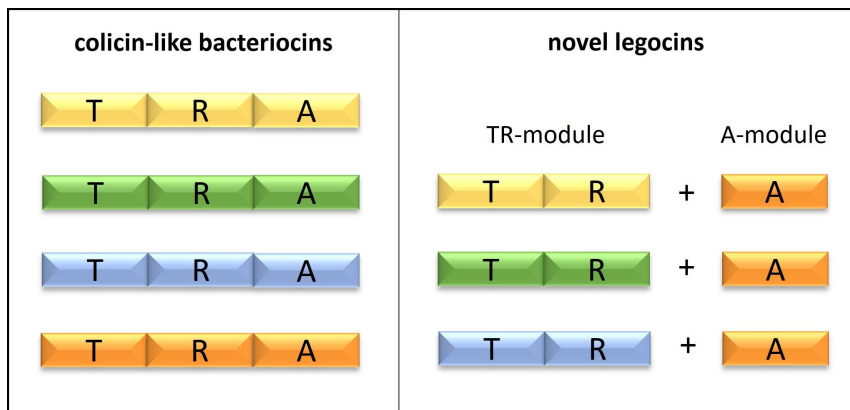 colicin-like bacteriocins
T R A
T R A
T R A
T R A
novel legocins
TR-module A-module
T R + A
T R + A
T R + A